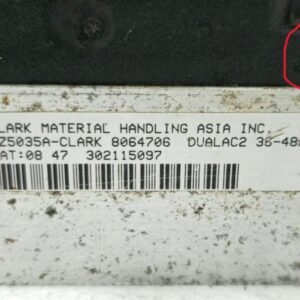 LARK MATERIAL HANDLING ASIA INC.
Z5035A-CLARK 8064706 DUALAC2 36-48
AT:08 47 302115097